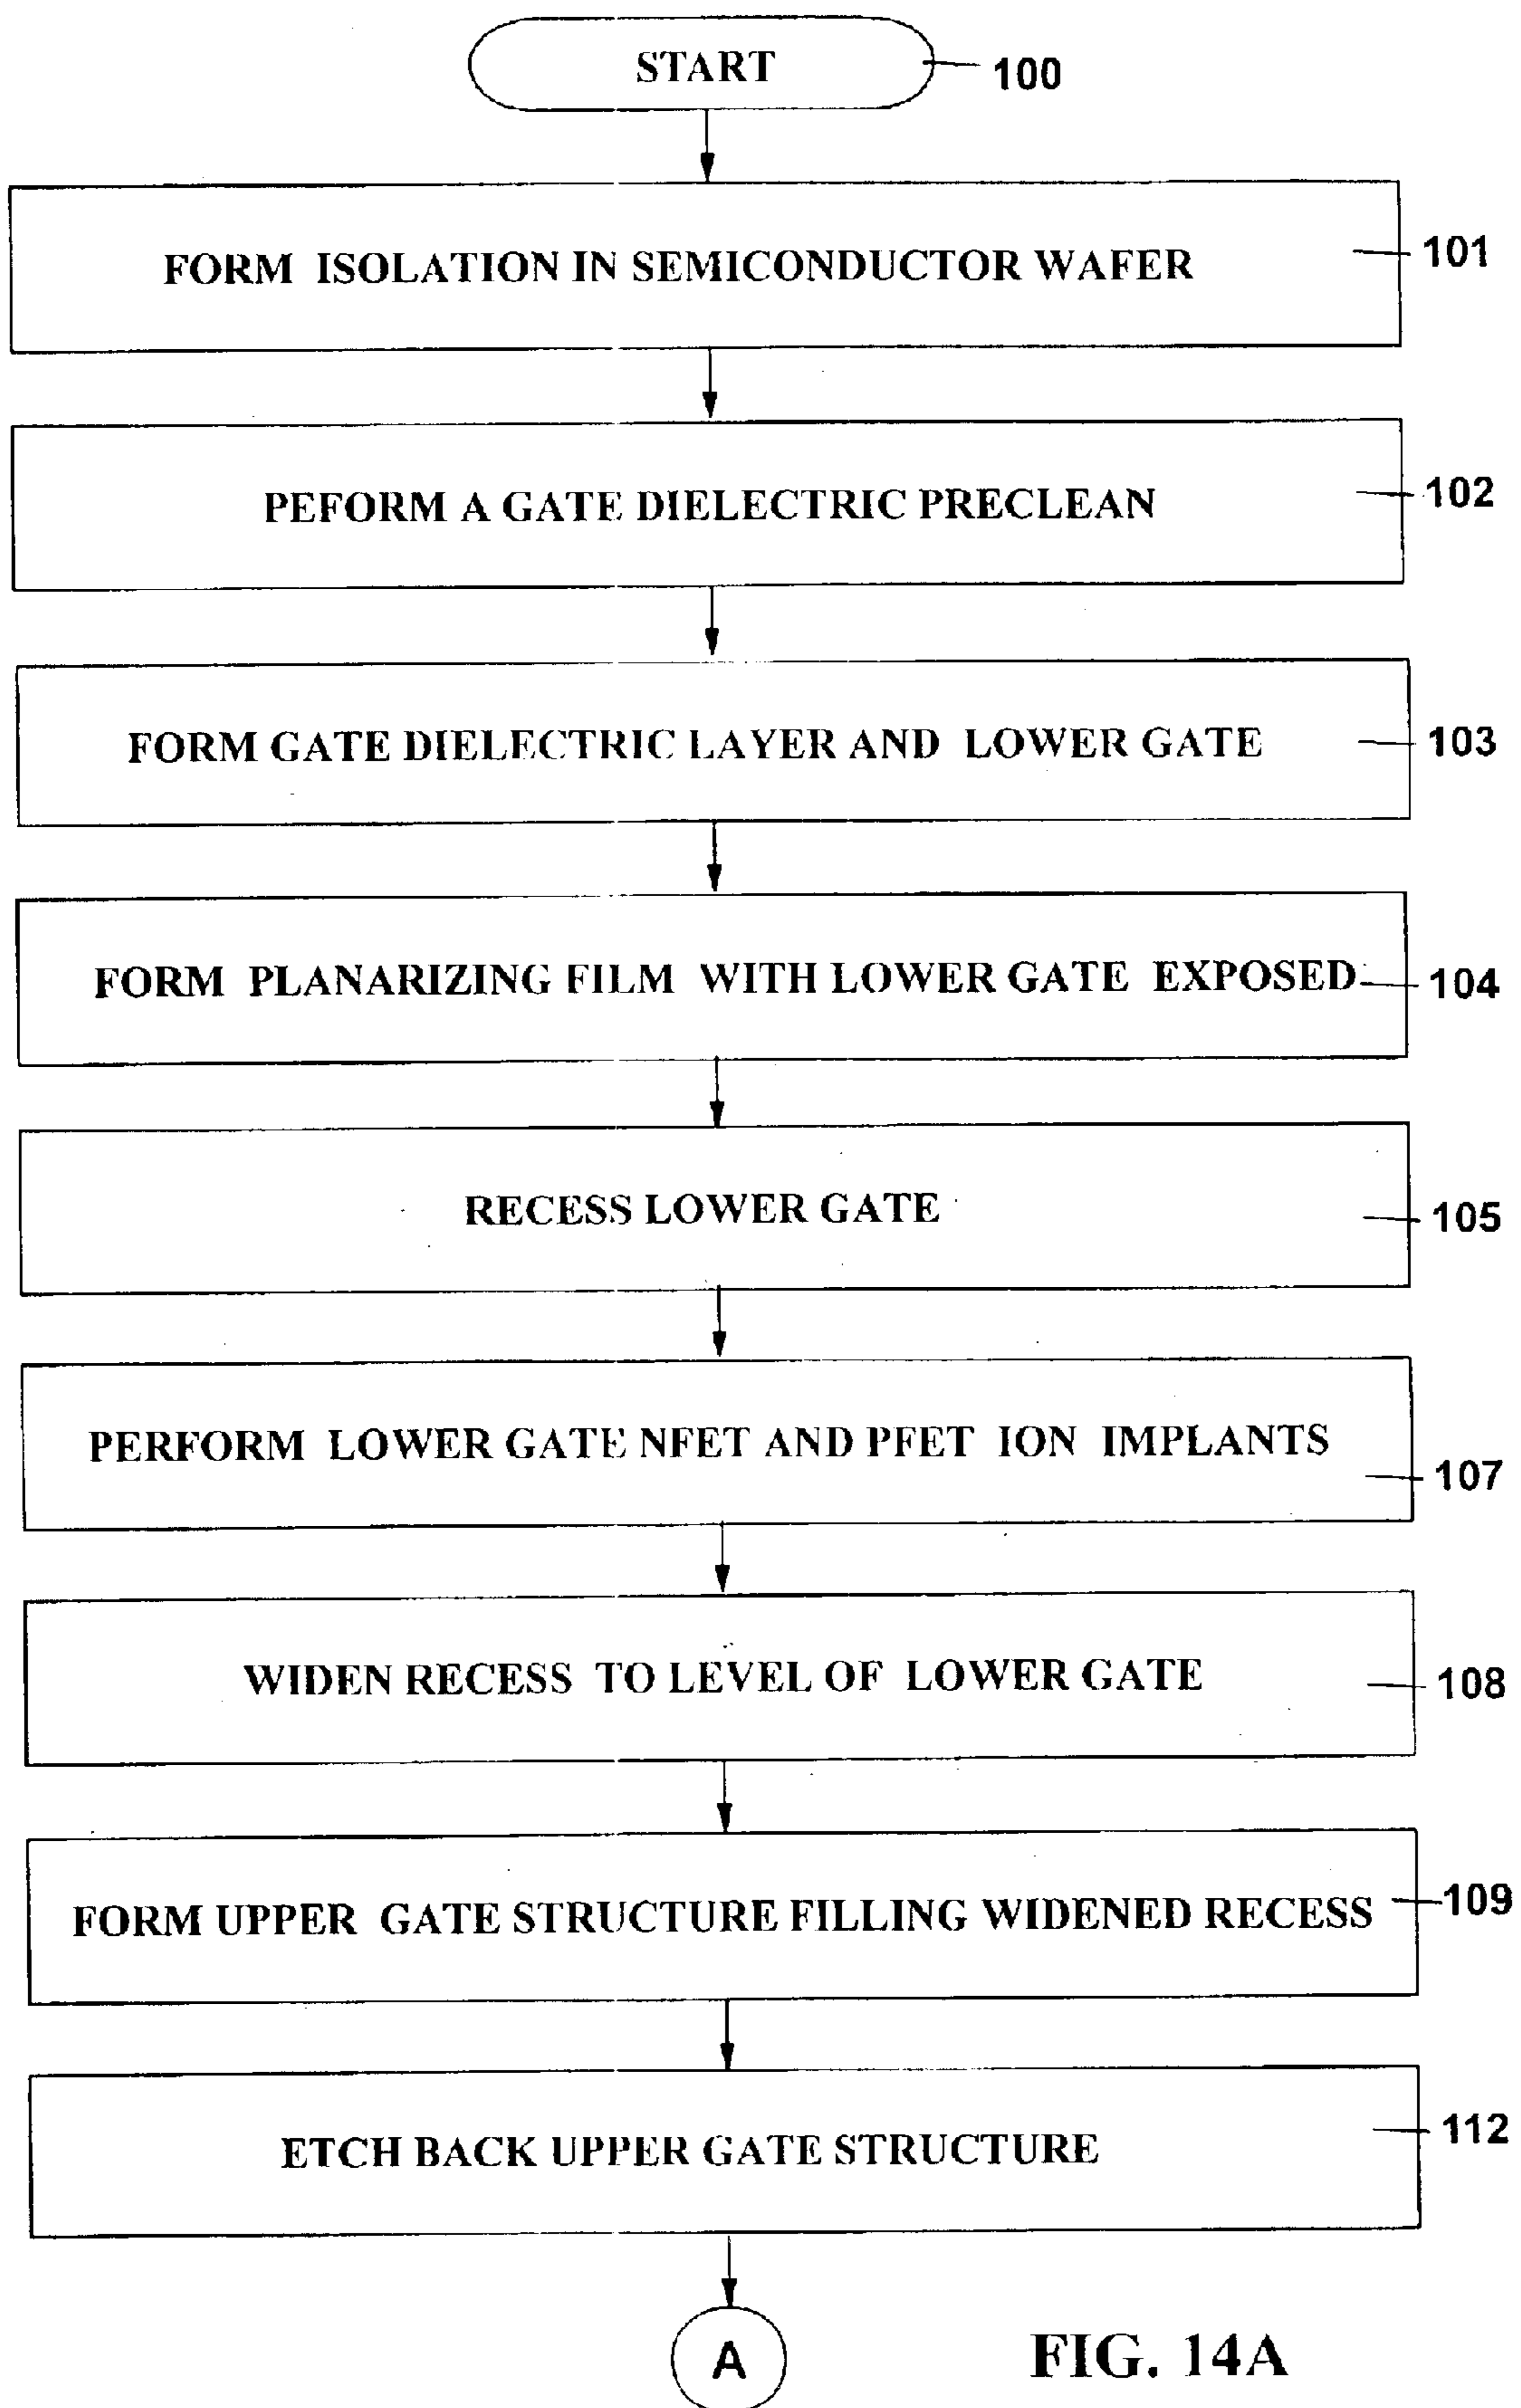 START 100
FORM ISOLATION IN SEMICONDUCTOR WAFER 101
PEFORM A GATE DIELECTRIC PRECLEAN 102
FORM GATE DIELECTRIC LAYER AND LOWER GATE 103
FORM PLANARIZING FILM WITH LOWER GATE EXPOSED 104
RECESS LOWER GATE 105
PERFORM LOWER GATE NFET AND PFET ION IMPLANTS 107
WIDEN RECESS TO LEVEL OF LOWER GATE 108
FORM UPPER GATE STRUCTURE FILLING WIDENED RECESS 109
ETCH BACK UPPER GATE STRUCTURE 112
A
FIG. 14A